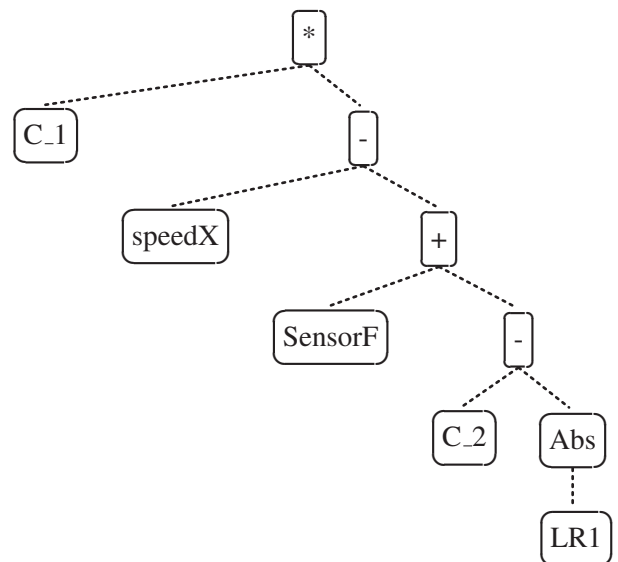 *
C_1
-
speedX
+
SensorF
-
C_2
Abs
LR1